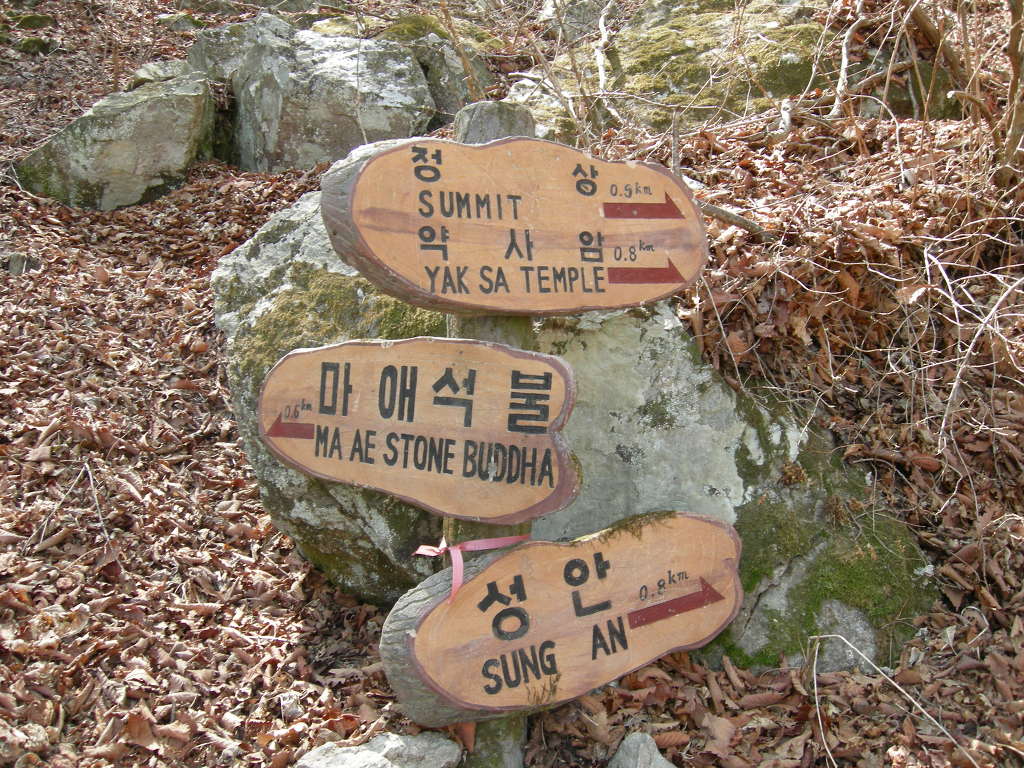 정 상 0.9km
SUMMIT
약 사 암 0.8km
YAK SA TEMPLE
0.6km 마 애 석 불
MA AE STONE BUDDHA
성 안 0.8km
SUNG AN